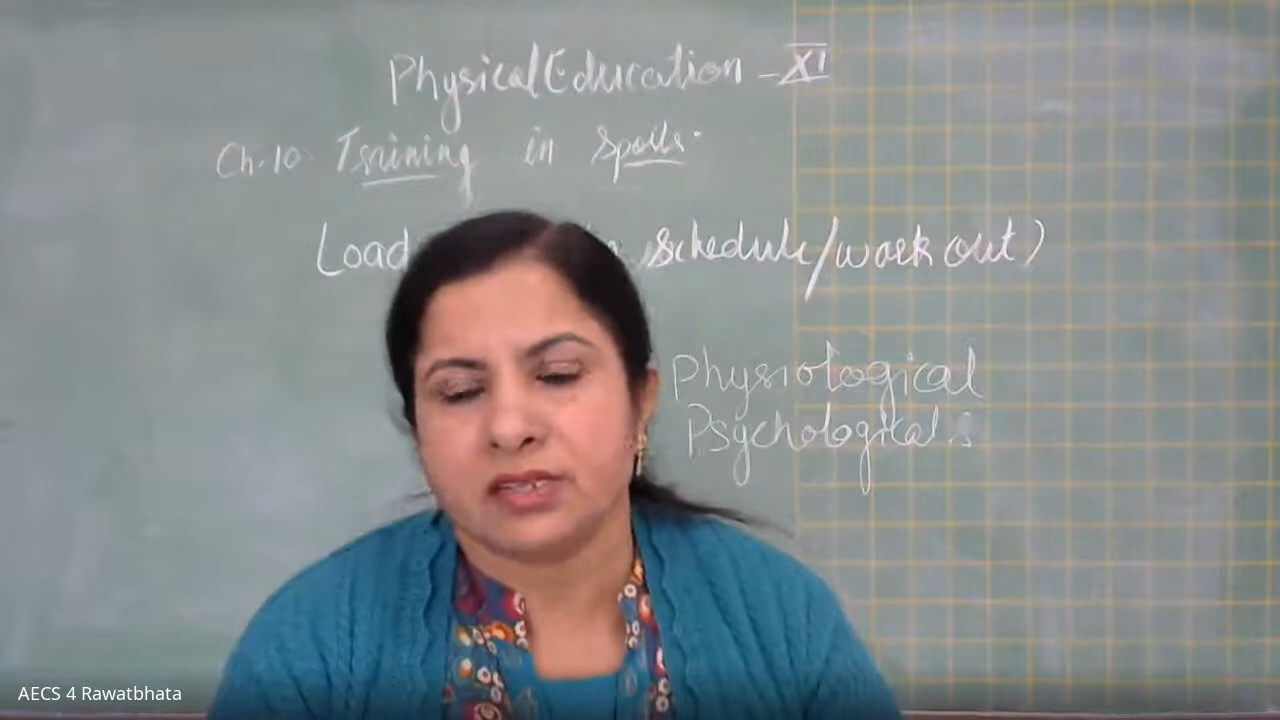 Physical Education - XI
Ch. 10 Training in Sports.
Load schedule/work out)
Physiological
Psychological
AECS 4 Rawatbhata